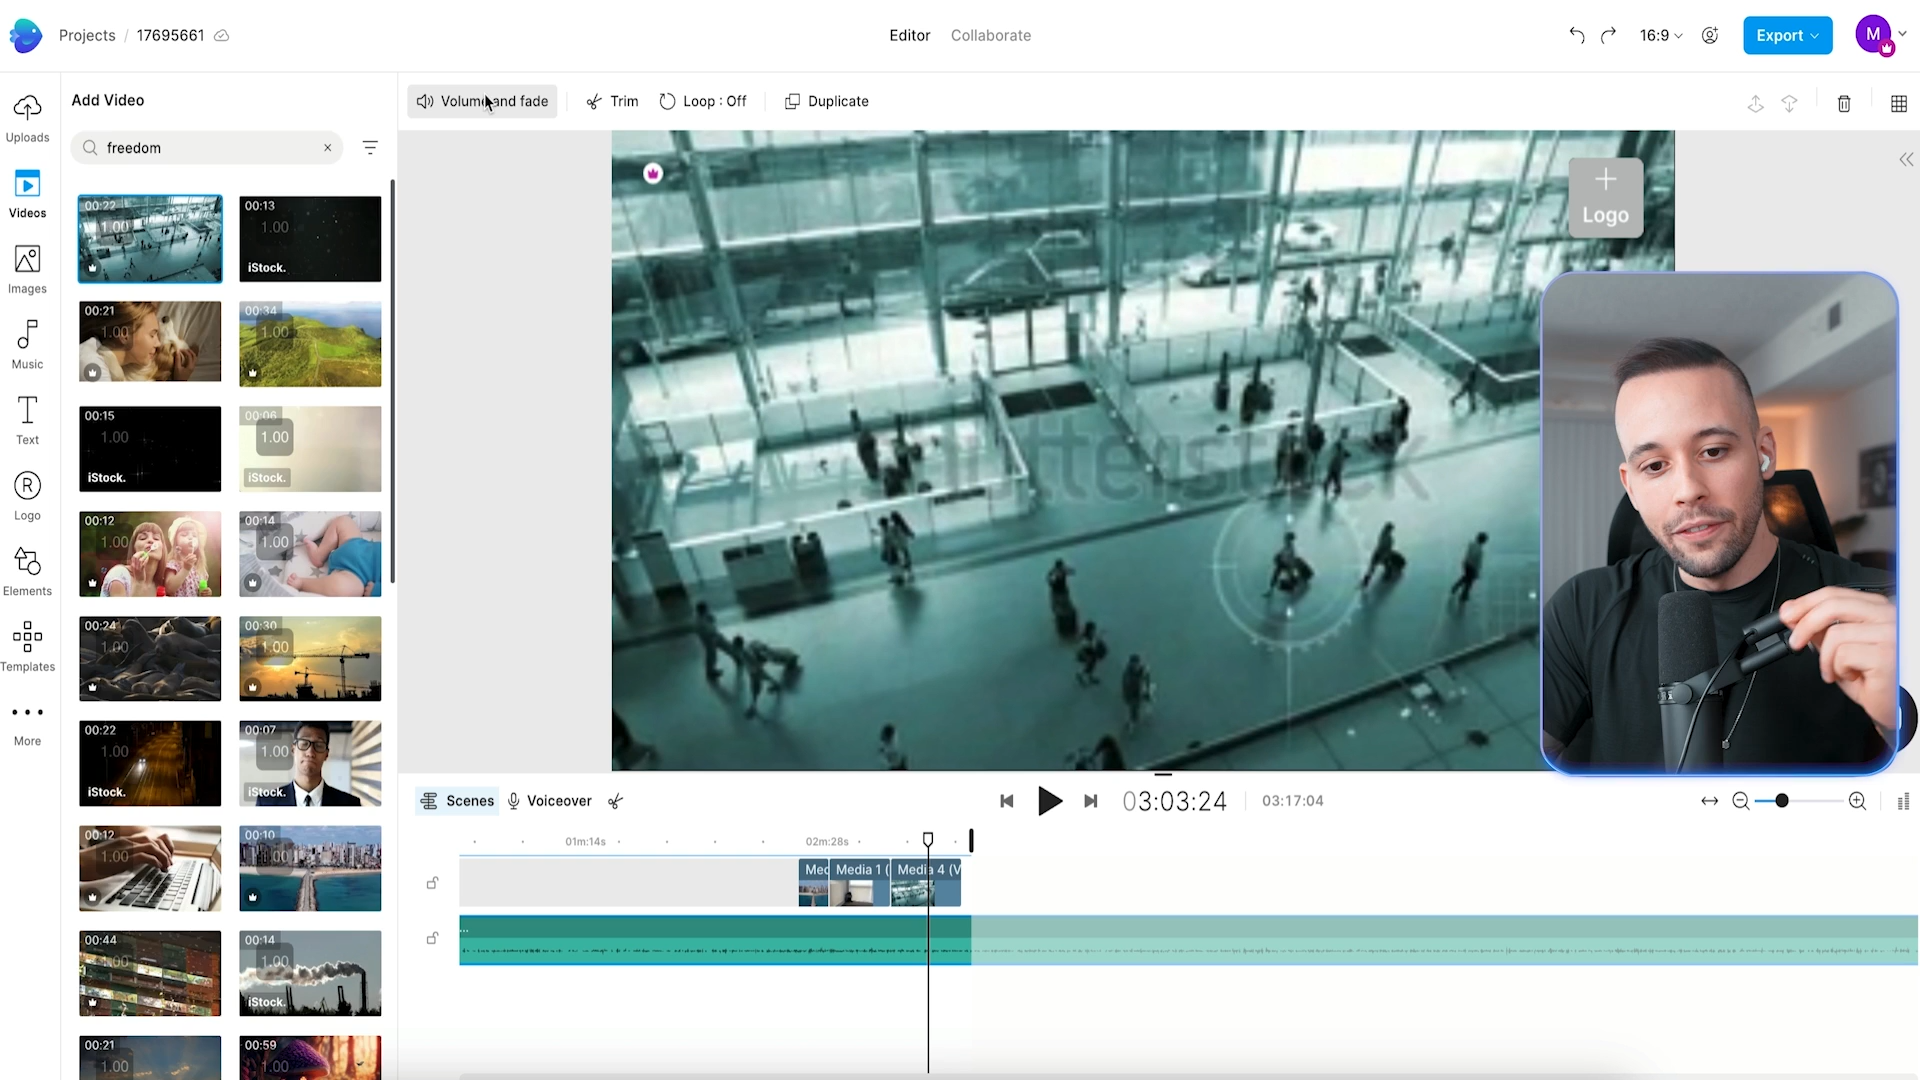 Projects / 17695661
Editor
Collaborate
16:9
Export
M
Uploads
Videos
Images
Music
Text
Logo
Elements
Templates
More
Add Video
freedom
00:22
1.00
00:13
1.00
iStock.
00:21
1.00
00:34
1.00
00:15
1.00
iStock.
00:06
1.00
iStock.
00:12
1.00
00:14
1.00
00:24
1.00
00:30
1.00
00:22
1.00
iStock.
00:07
1.00
iStock.
00:12
1.00
00:10
1.00
00:44
1.00
00:14
1.00
iStock.
00:21
1.00
00:59
1.00
Volume and fade
Trim
Loop : Off
Duplicate
+
Logo
Scenes
Voiceover
03:03:24
03:17:04
01m:14s
02m:28s
Med
Media 1 (
Media 4 (V
...